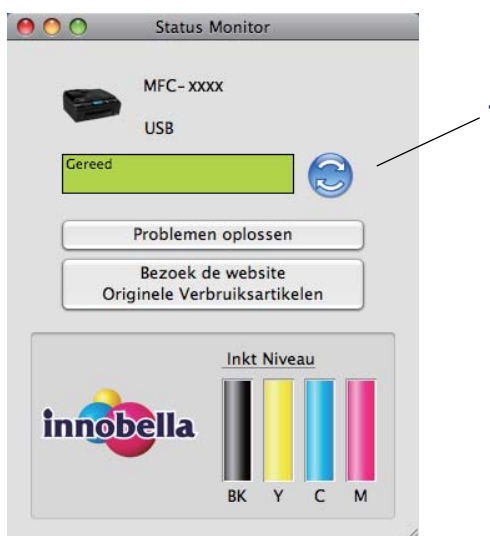 Status Monitor
MFC- xxxx
USB
Gereed
Problemen oplossen
Bezoek de website
Originele Verbruiksartikelen
Inkt Niveau
innobella
BK Y C M